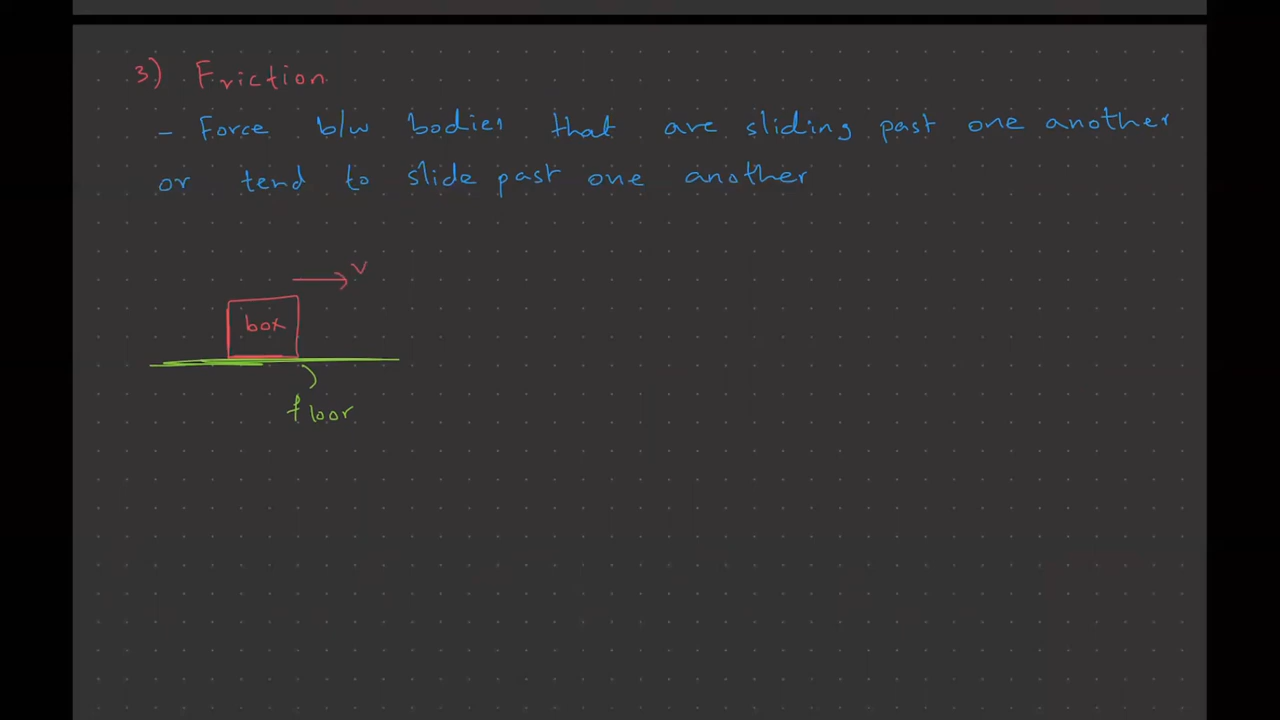 3) Friction
- Force b/w bodies that are sliding past one another
or tend to slide past one another
v
box
floor